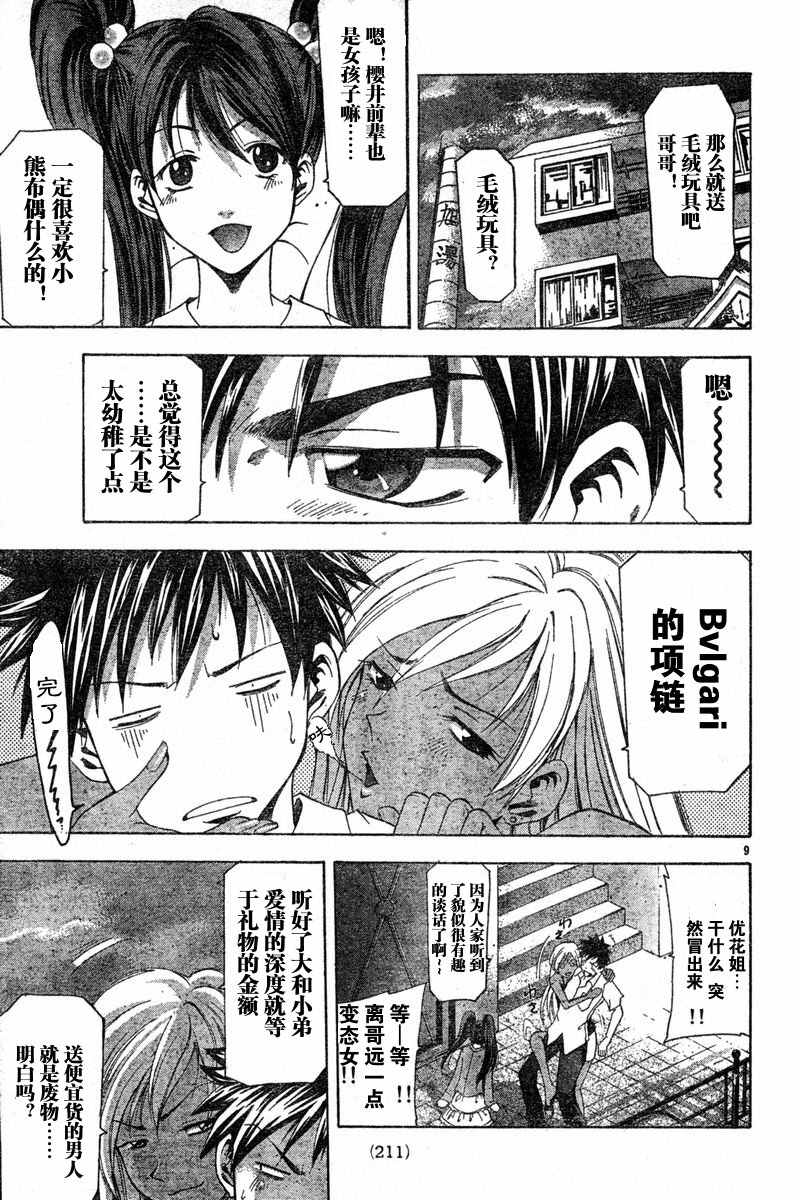 那么就送
毛绒玩具吧
哥哥！
毛绒玩具？
嗯！樱井前辈也
是女孩子嘛……
一定很喜欢小
熊布偶什么的！
嗯
总觉得这个
……是不是
太幼稚了点
Bvlgari
的项链
呋
完了
9
优花姐…
干什么 突
然冒出来
!!
因为人家听到
了貌似很有趣
的谈话了啊~
等—等
!!
离哥远一点
变态女!!
听好了大和小弟
爱情的深度就等
于礼物的金额
送便宜货的男人
就是废物……
明白吗？
(211)